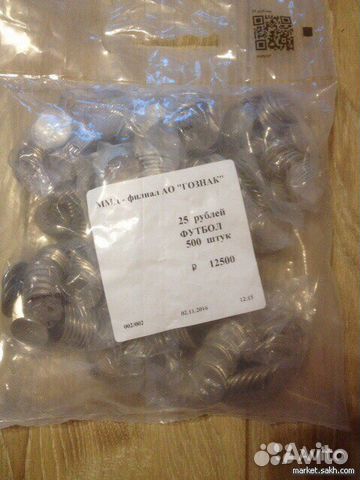 ММД - филиал АО "ГОЗНАК"
25 рублей
ФУТБОЛ
500 штук
₽ 12500
002/002
02.11.2016
12:15
Avito
market.sakh.com